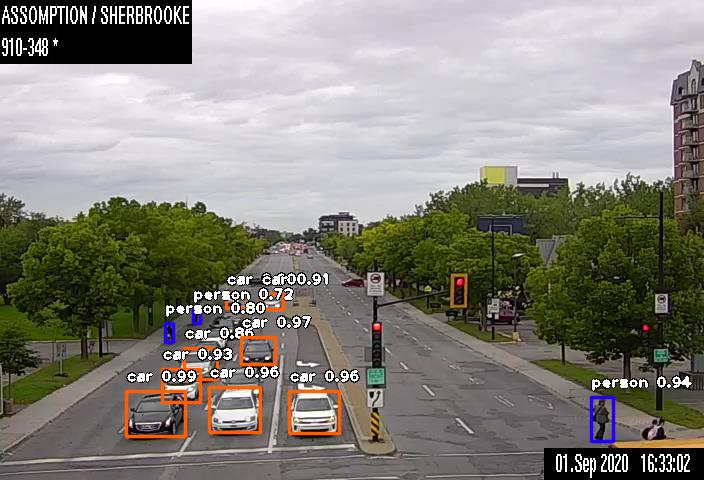 ASSOMPTION / SHERBROOKE
910-348 *
car 0.91
person 0.72
person 0.80
car 0.97
car 0.86
car 0.93
car 0.99
car 0.96
car 0.96
person 0.94
01.Sep 2020 16:33:02